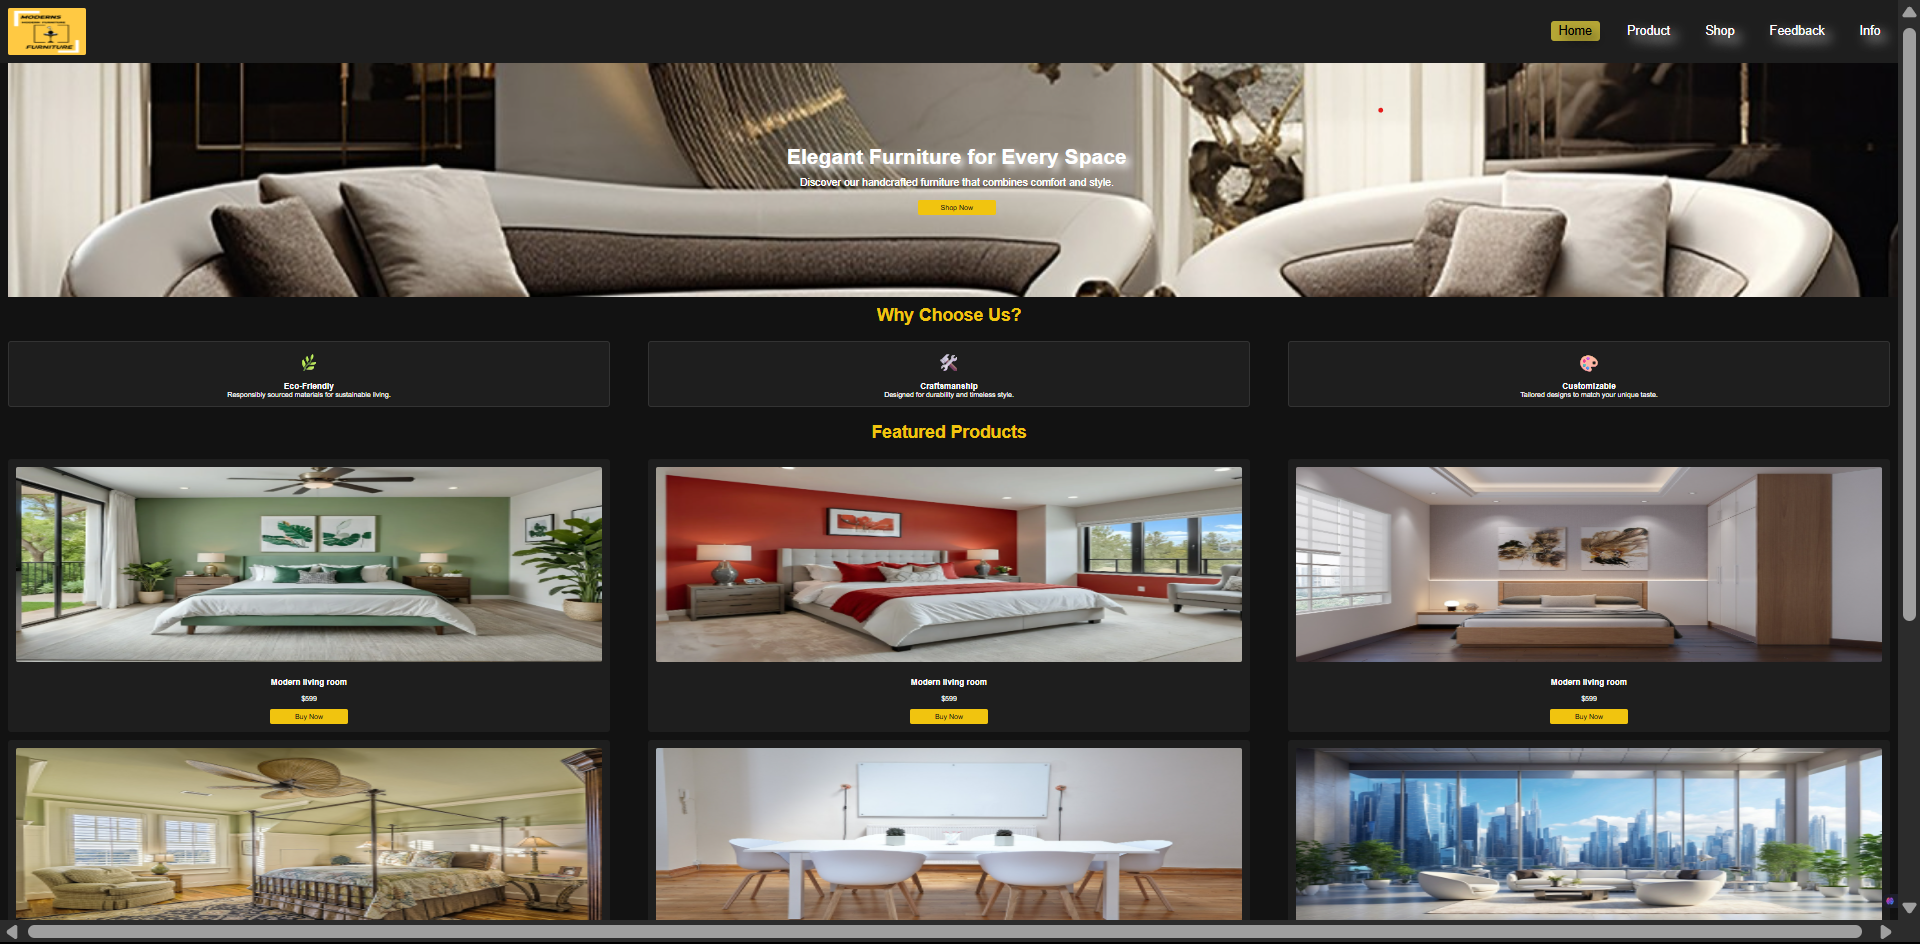 MODERNS
MODERN FURNITURE
FURNITURE
Home
Product
Shop
Feedback
Info
Elegant Furniture for Every Space
Discover our handcrafted furniture that combines comfort and style.
Shop Now
Why Choose Us?
Eco-Friendly
Responsibly sourced materials for sustainable living.
Craftsmanship
Designed for durability and timeless style.
Customizable
Tailored designs to match your unique taste.
Featured Products
Modern living room
$599
Buy Now
Modern living room
$599
Buy Now
Modern living room
$599
Buy Now